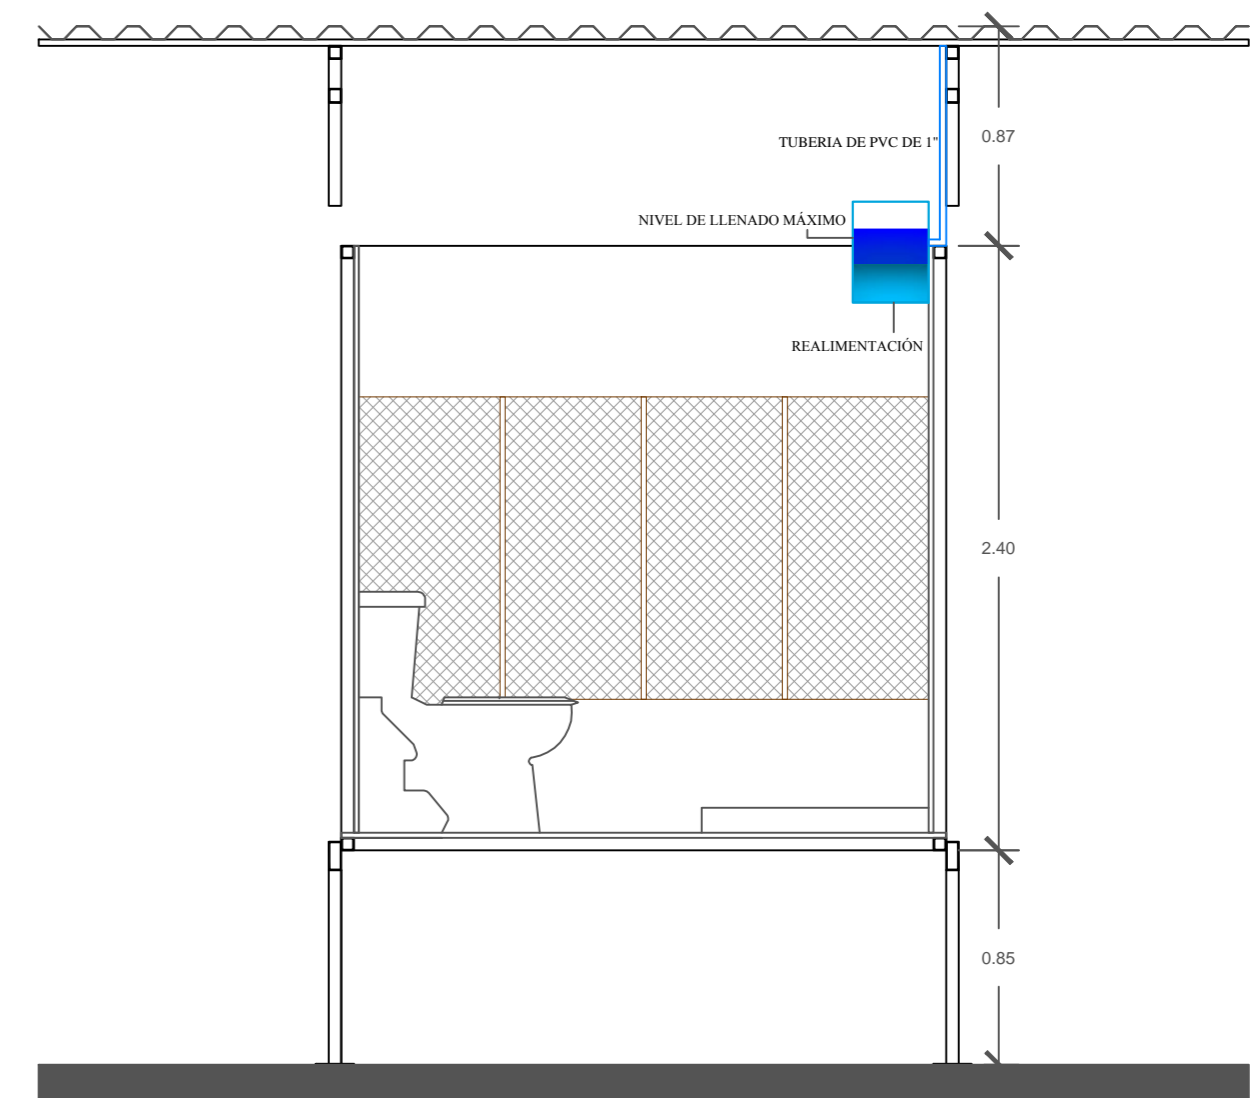 0.87
TUBERIA DE PVC DE 1"
NIVEL DE LLENADO MÁXIMO
REALIMENTACIÓN
2.40
0.85